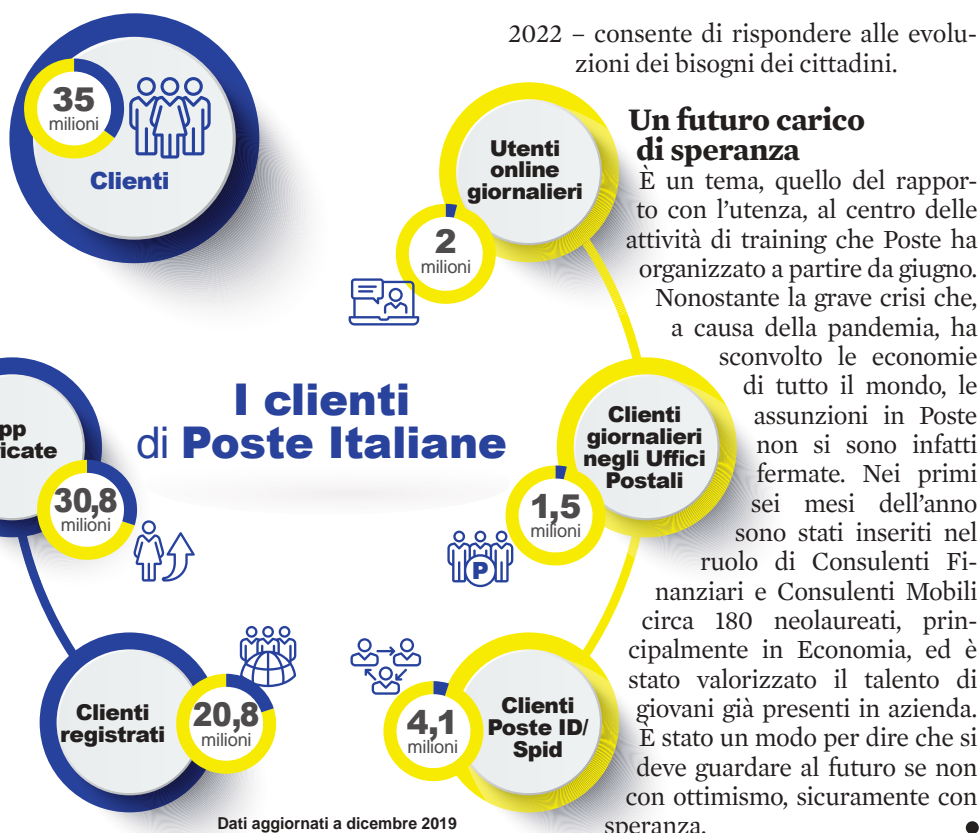 2022 – consente di rispondere alle evolu-
zioni dei bisogni dei cittadini.
Un futuro carico
di speranza
È un tema, quello del rappor-
to con l'utenza, al centro delle
attività di training che Poste ha
organizzato a partire da giugno.
Nonostante la grave crisi che,
a causa della pandemia, ha
sconvolto le economie
di tutto il mondo, le
assunzioni in Poste
non si sono infatti
fermate. Nei primi
sei mesi dell'anno
sono stati inseriti nel
ruolo di Consulenti Fi-
nanziari e Consulenti Mobili
circa 180 neolaureati, prin-
cipalmente in Economia, ed è
stato valorizzato il talento di
giovani già presenti in azienda.
È stato un modo per dire che si
deve guardare al futuro se non
con ottimismo, sicuramente con
speranza.
I clienti
di Poste Italiane
35
milioni
Clienti
Utenti
online
giornalieri
2
milioni
pp
icate
30,8
milioni
Clienti
giornalieri
negli Uffici
Postali
1,5
milioni
P
Clienti
registrati
20,8
milioni
4,1
milioni
Clienti
Poste ID/
Spid
Dati aggiornati a dicembre 2019